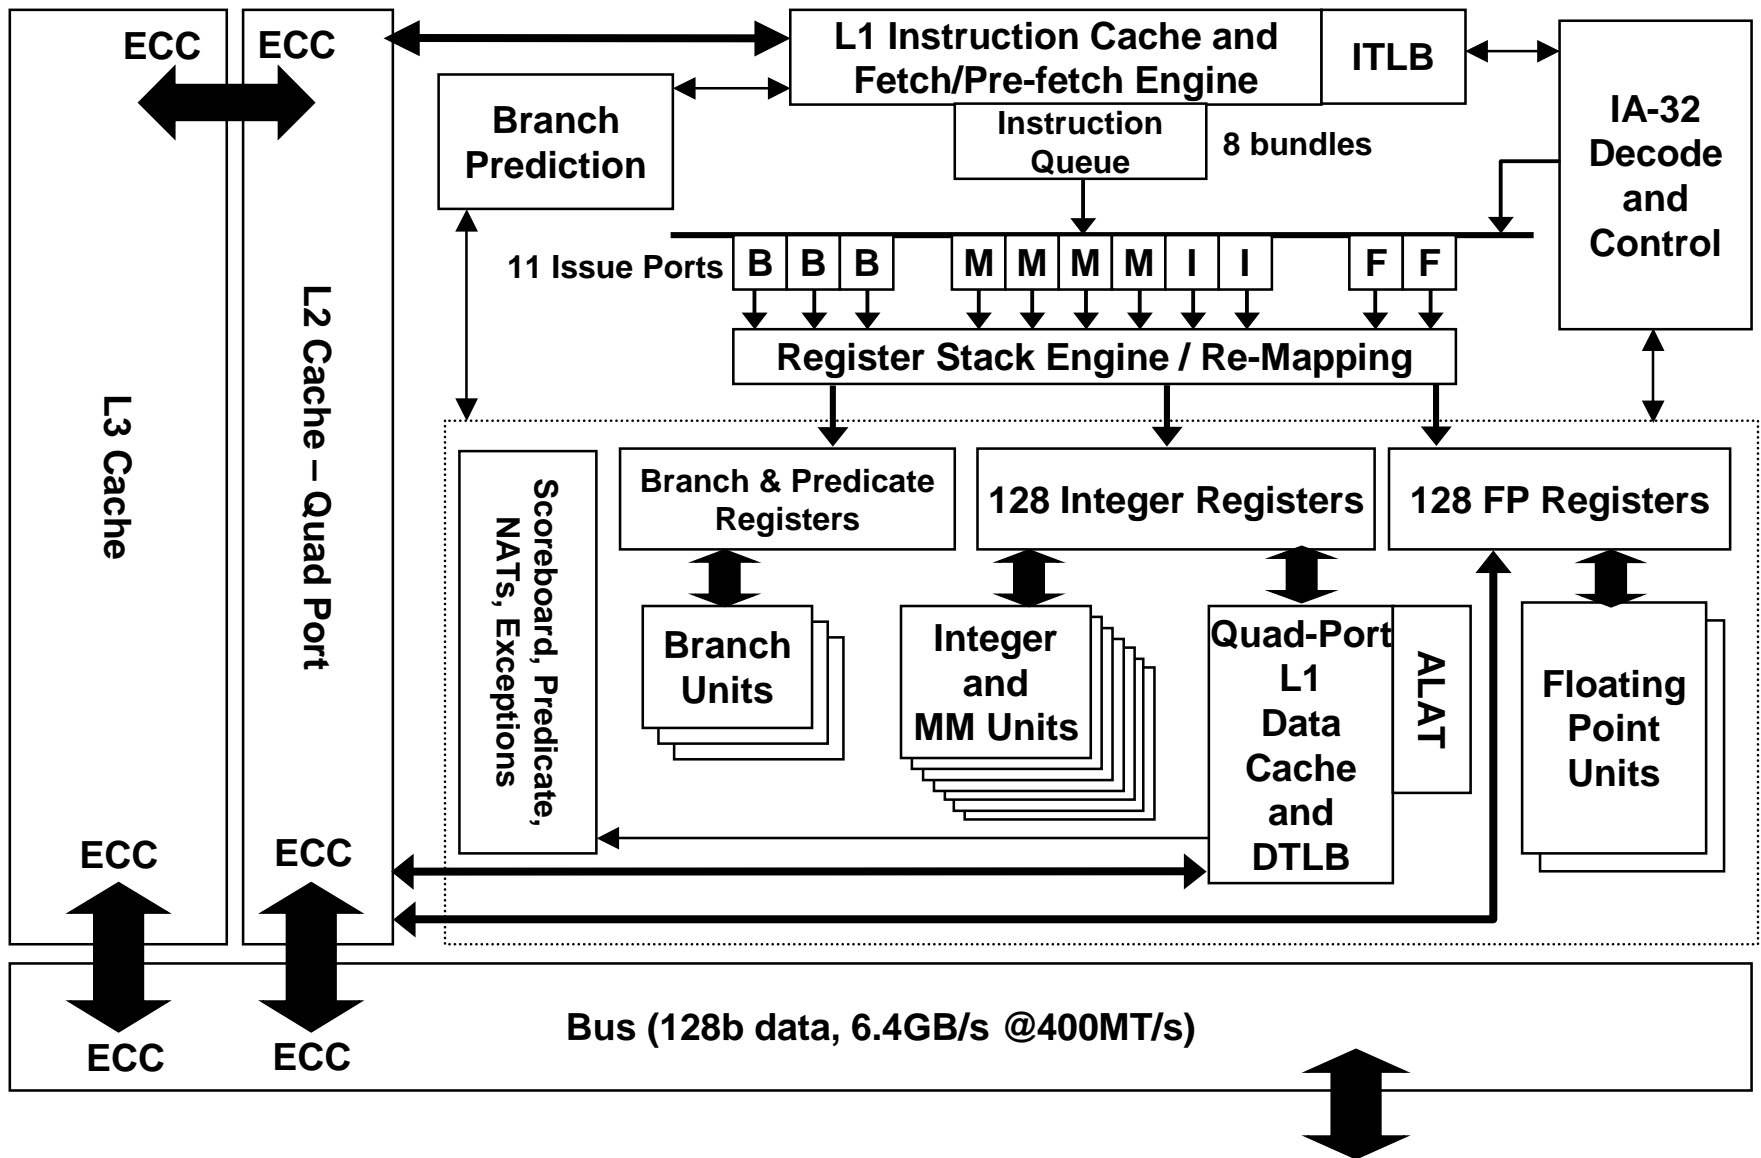 ECC
ECC
L1 Instruction Cache and
Fetch/Pre-fetch Engine
ITLB
IA-32
Decode
and
Control
Branch
Prediction
Instruction
Queue
8 bundles
11 Issue Ports
B B B M M M M I I F F
Register Stack Engine / Re-Mapping
L3 Cache
L2 Cache – Quad Port
Scoreboard, Predicate,
NATs, Exceptions
Branch & Predicate
Registers
128 Integer Registers
128 FP Registers
Branch
Units
Integer
and
MM Units
Quad-Port
L1
Data
Cache
and
DTLB
ALAT
Floating
Point
Units
ECC
ECC
Bus (128b data, 6.4GB/s @400MT/s)
ECC
ECC